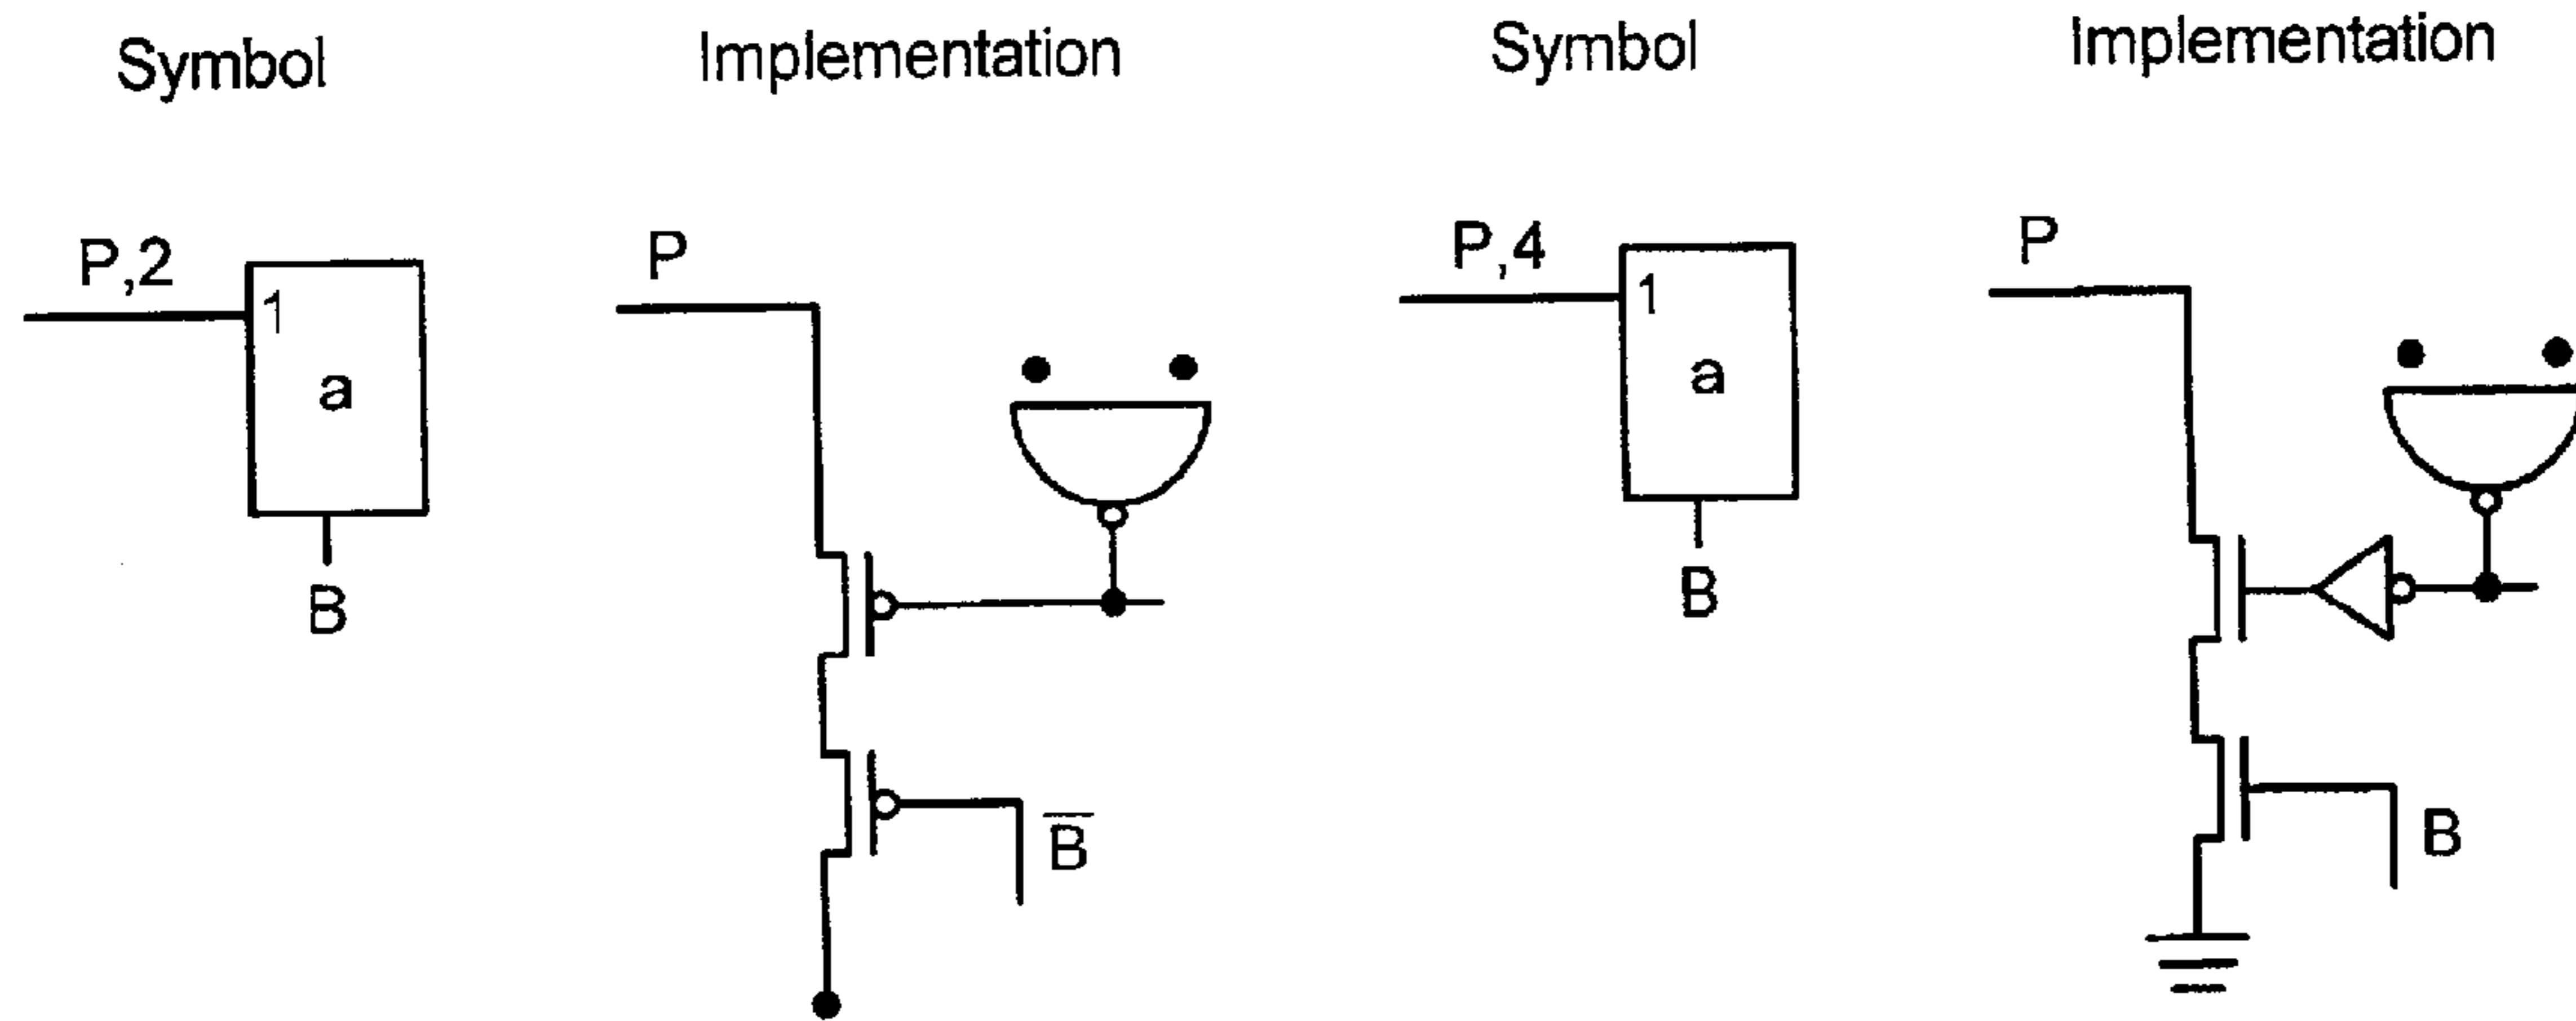 Symbol
Implementation
Symbol
Implementation
P,2
1
a
B
P
B̅
P,4
1
a
B
P
B